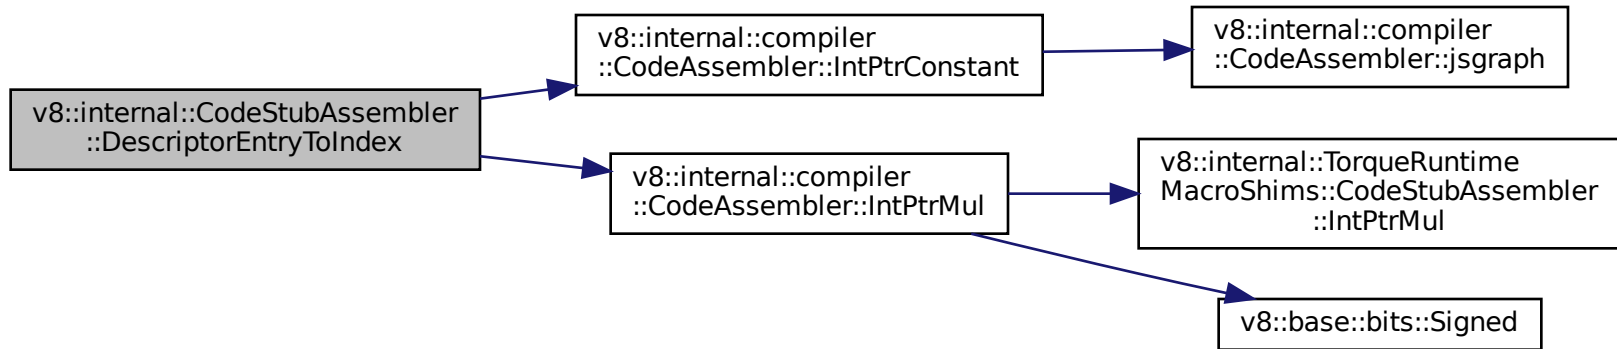 v8::internal::CodeStubAssembler
::DescriptorEntryToIndex
v8::internal::compiler
::CodeAssembler::IntPtrConstant
v8::internal::compiler
::CodeAssembler::jsgraph
v8::internal::compiler
::CodeAssembler::IntPtrMul
v8::internal::TorqueRuntime
MacroShims::CodeStubAssembler
::IntPtrMul
v8::base::bits::Signed